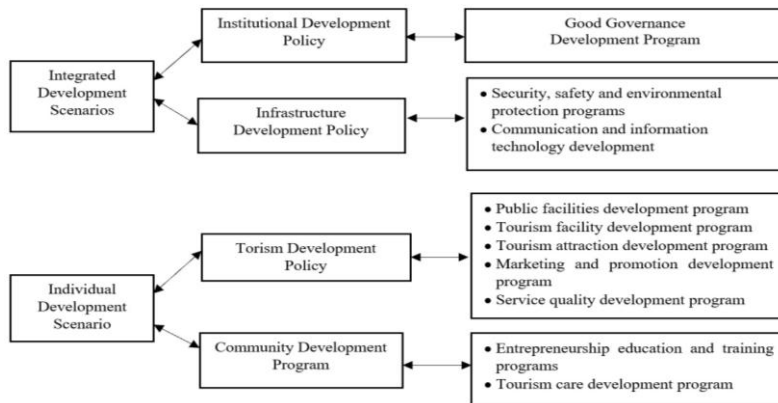 Institutional Development
Policy
Good Governance
Development Program
Integrated
Development
Scenarios
Infrastructure
Development Policy
• Security, safety and environmental
protection programs
• Communication and information
technology development
• Public facilities development program
• Tourism facility development program
• Tourism attraction development program
• Marketing and promotion development
program
• Service quality development program
Torism Development
Policy
Individual
Development
Scenario
Community Development
Program
• Entrepreneurship education and training
programs
• Tourism care development program